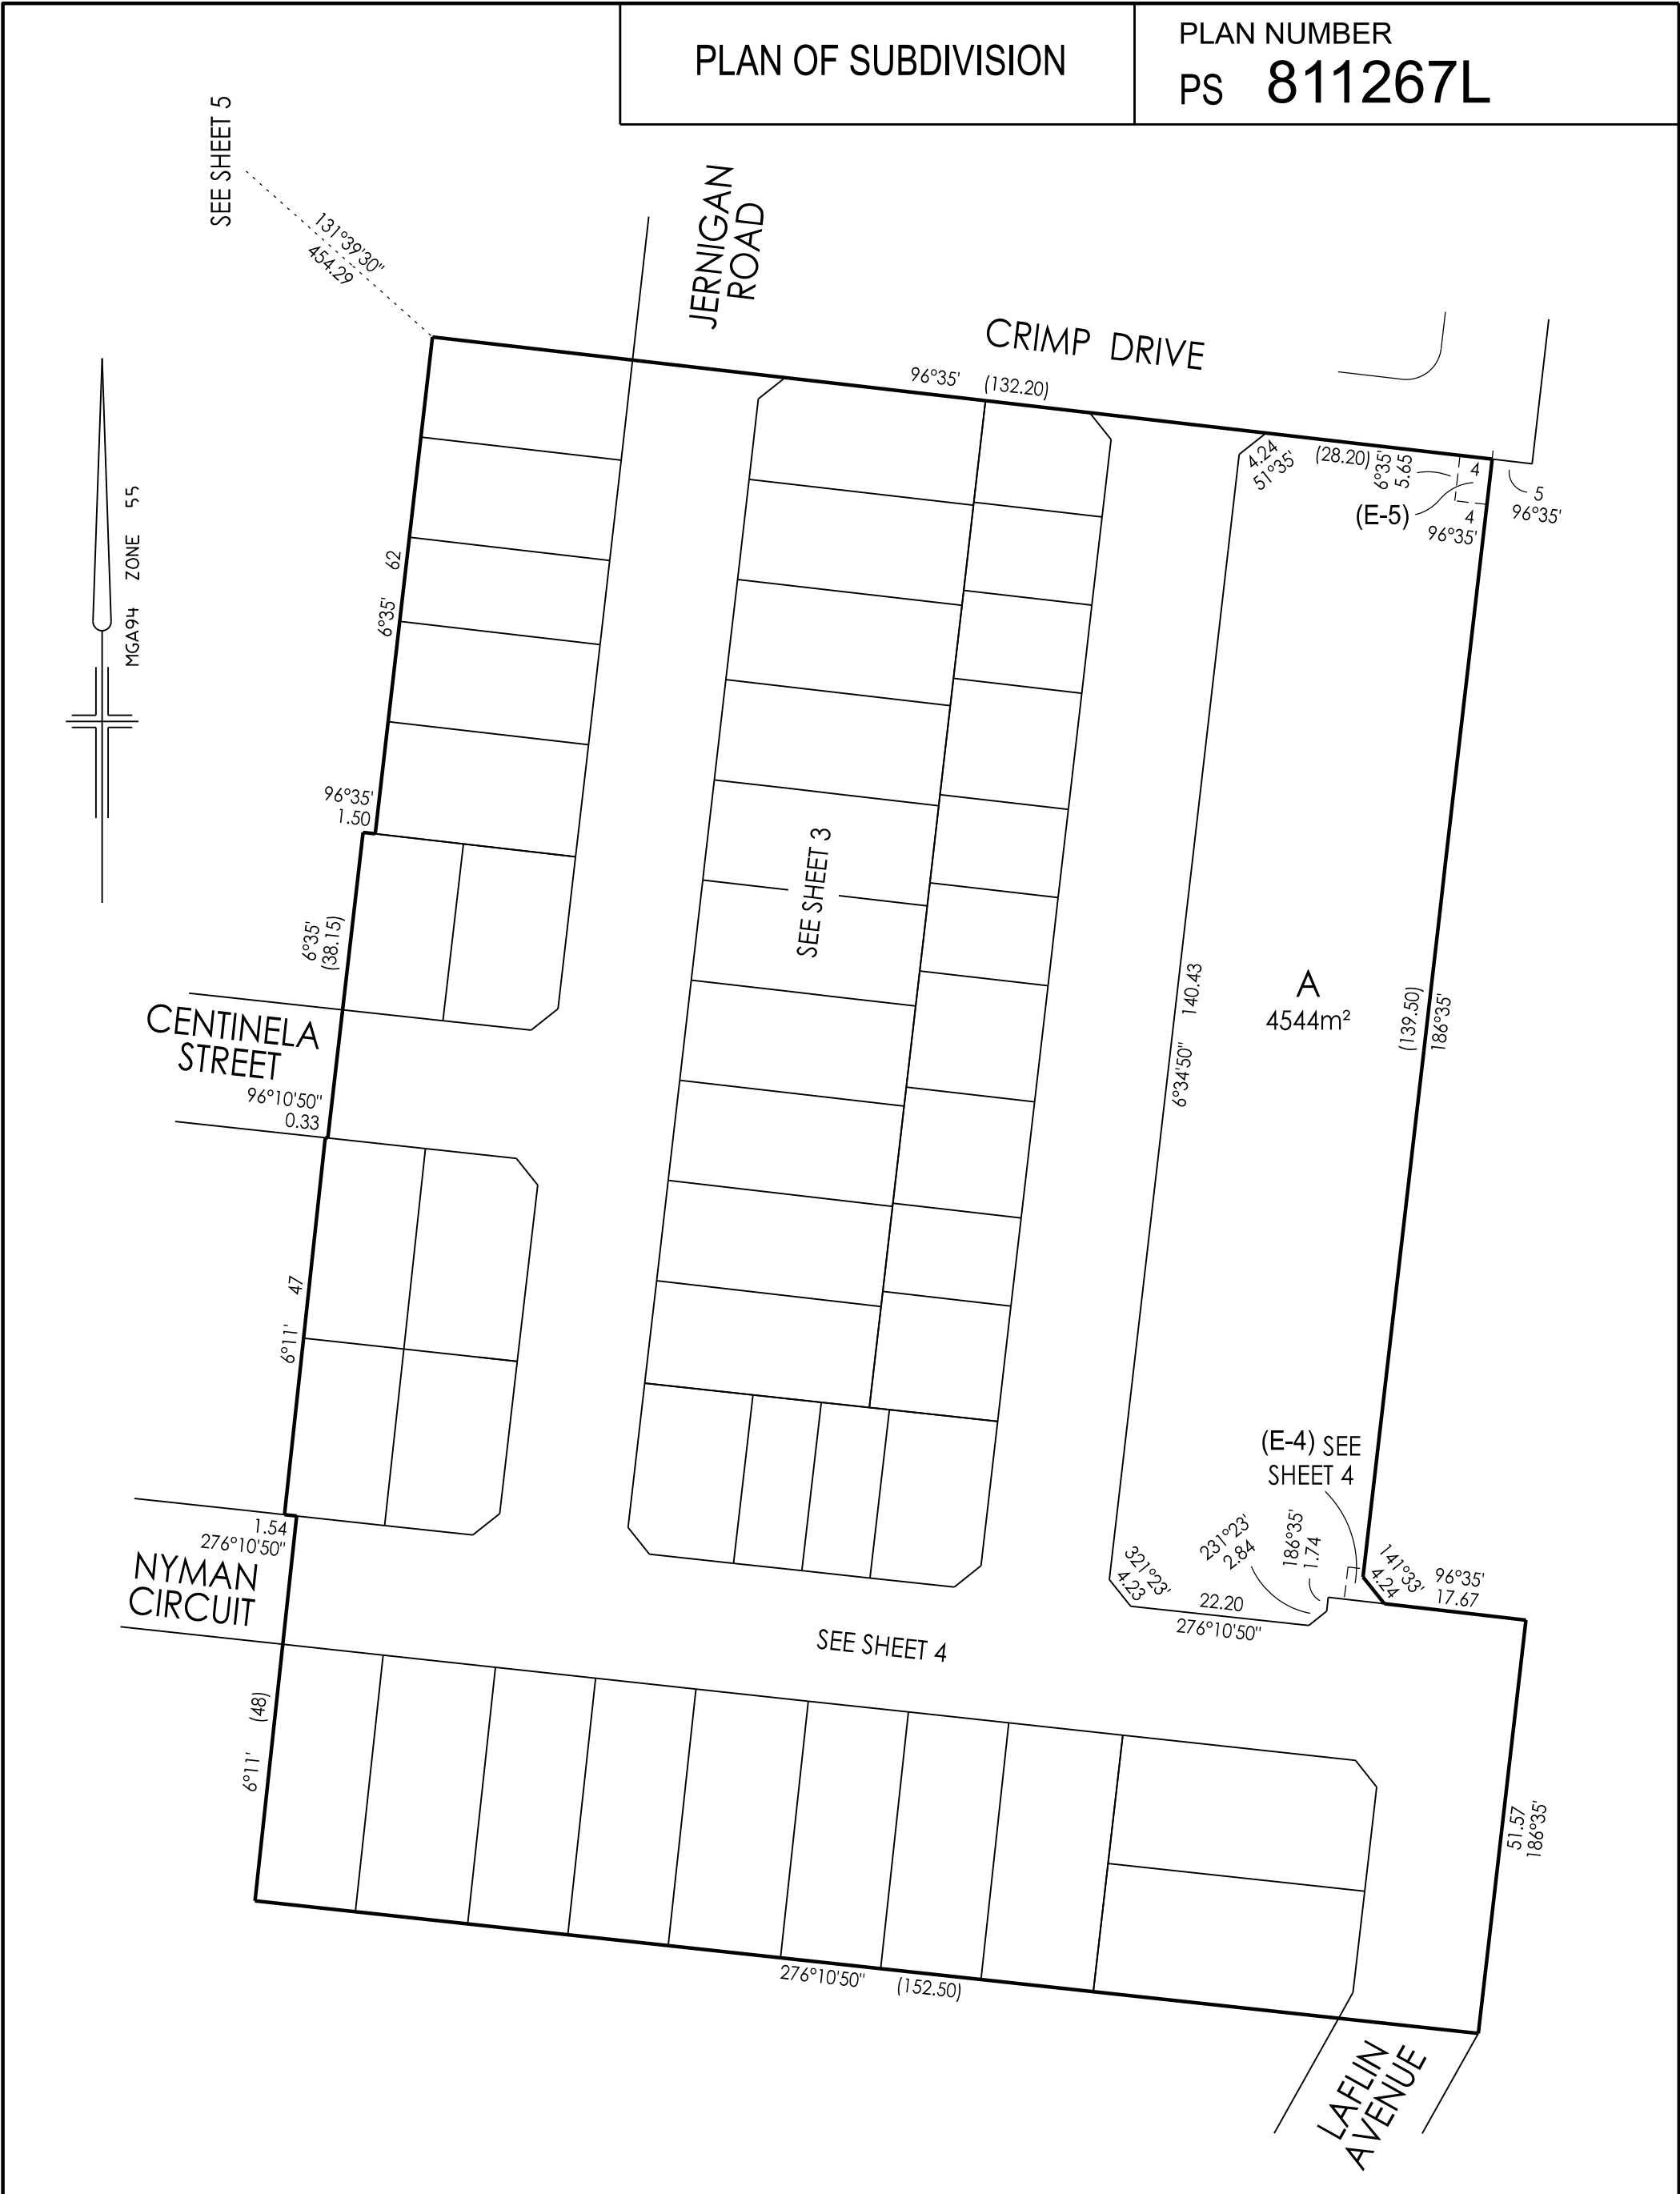 PLAN OF SUBDIVISION
PLAN NUMBER
PS 811267L
SEE SHEET 5
131°39'30"
454.29
JERNIGAN
ROAD
CRIMP DRIVE
96°35' (132.20)
MGA94 ZONE 55
4.24
51°35'
(28.20)
6°35'
5.65
4
(E-5)
4
96°35'
5
96°35'
6°35' 62
96°35'
1.50
SEE SHEET 3
6°35'
(38.15)
CENTINELA
STREET
96°10'50"
0.33
6°34'50" 140.43
A
4544m²
(139.50)
186°35'
6°11' 47
(E-4) SEE
SHEET 4
1.54
276°10'50"
NYMAN
CIRCUIT
321°23'
4.23
231°23'
2.84
186°35'
1.74
141°33'
4.24
96°35'
17.67
22.20
276°10'50"
SEE SHEET 4
6°11' (48)
51.57
186°35'
276°10'50" (152.50)
LAFLIN
AVENUE